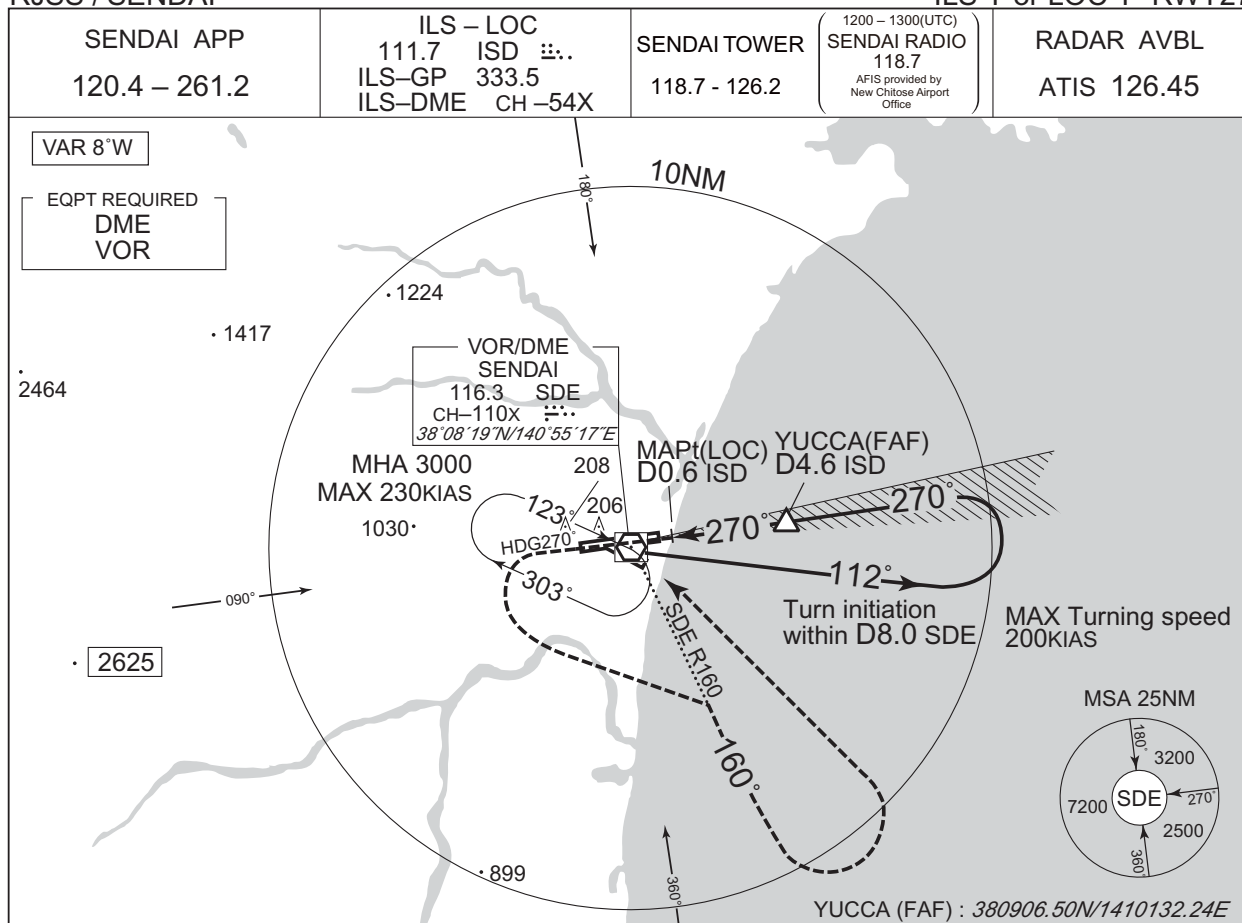 RJSS / SENDAI
SENDAI APP
120.4 – 261.2
ILS – LOC
111.7 ISD
ILS–GP 333.5
ILS–DME CH –54X
SENDAI TOWER
118.7 - 126.2
1200 – 1300(UTC)
SENDAI RADIO
118.7
AFIS provided by
New Chitose Airport
Office
RADAR AVBL
ATIS 126.45
VAR 8°W
EQPT REQUIRED
DME
VOR
180°
10NM
1224
1417
2464
VOR/DME
SENDAI
116.3 SDE
CH–110X
38°08´19˝N/140°55´17˝E
MHA 3000
MAX 230KIAS
1030
208
206
MAPt(LOC)
D0.6 ISD
YUCCA(FAF)
D4.6 ISD
123°
HDG270°
270°
270°
303°
112°
090°
Turn initiation
within D8.0 SDE
MAX Turning speed
200KIAS
SDE R160
2625
160°
MSA 25NM
180°
3200
7200
SDE
270°
2500
360°
899
360°
YUCCA (FAF) : 380906.50N/1410132.24E